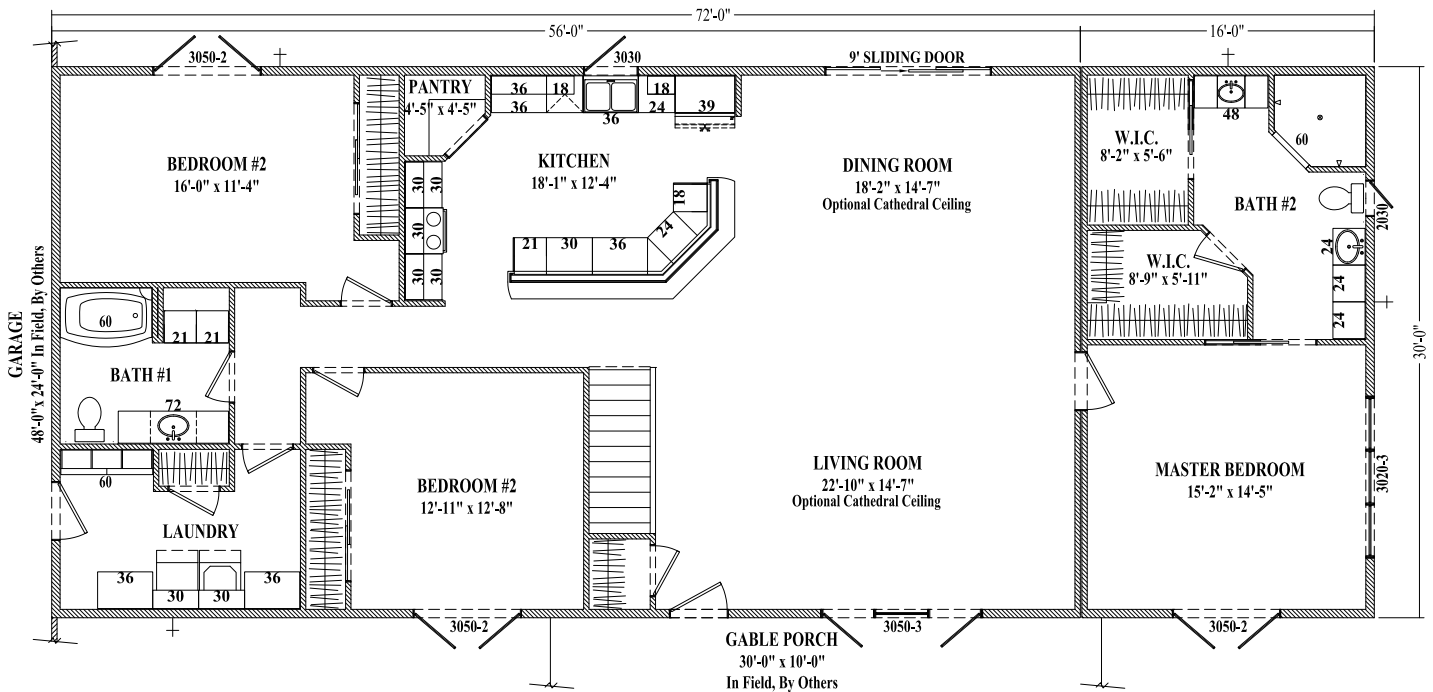 72'-0"
56'-0"
16'-0"
3050-2
3030
9' SLIDING DOOR
PANTRY
4'-5" x 4'-5"
36
18
36
36
18
24
39
48
60
W.I.C.
8'-2" x 5'-6"
BEDROOM #2
16'-0" x 11'-4"
KITCHEN
18'-1" x 12'-4"
DINING ROOM
18'-2" x 14'-7"
Optional Cathedral Ceiling
30
30
30
30
30
18
24
21
30
36
BATH #2
2030
24
24
24
W.I.C.
8'-9" x 5'-11"
30'-0"
GARAGE
48'-0"x 24'-0" In Field, By Others
60
21
21
BATH #1
72
60
LAUNDRY
36
30
30
36
BEDROOM #2
12'-11" x 12'-8"
LIVING ROOM
22'-10" x 14'-7"
Optional Cathedral Ceiling
MASTER BEDROOM
15'-2" x 14'-5"
3020-3
3050-2
3050-3
3050-2
GABLE PORCH
30'-0" x 10'-0"
In Field, By Others